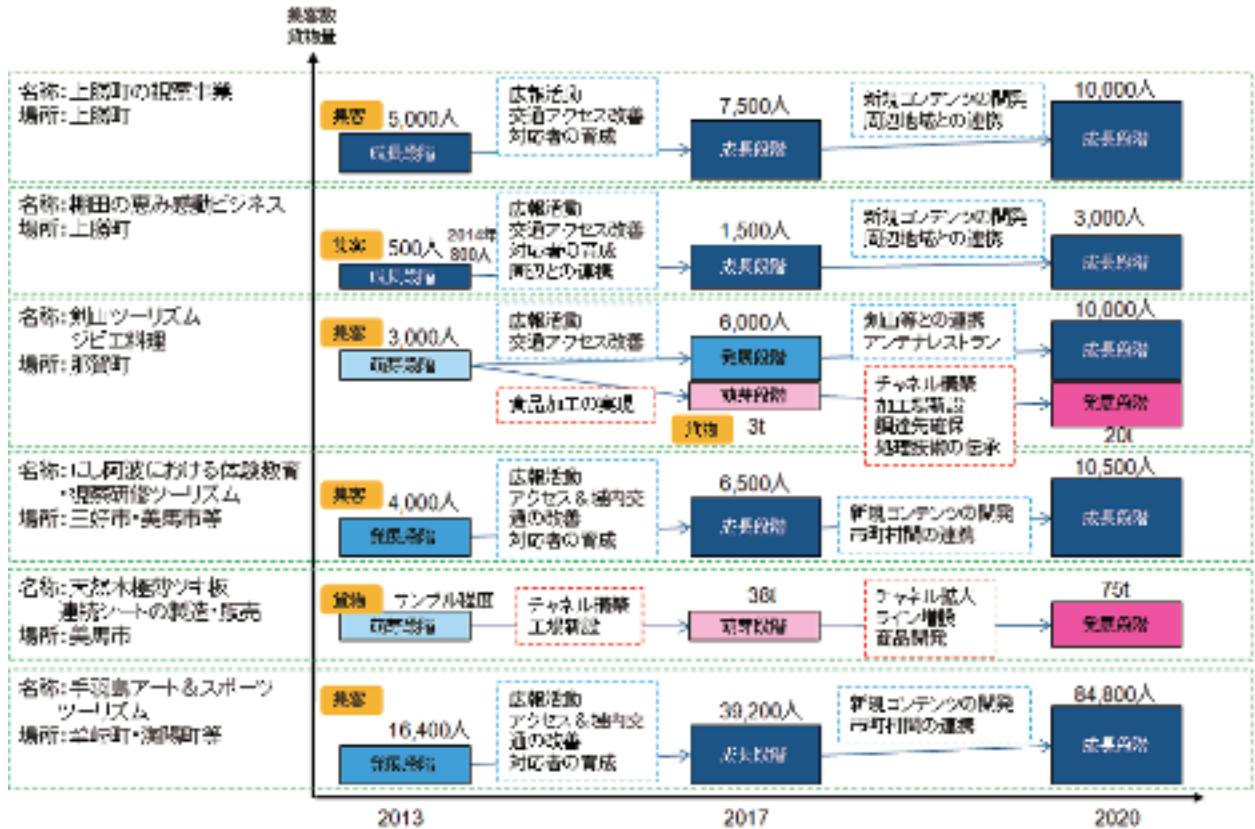 集客数
貨物量
名称:上勝町の視察事業
場所:上勝町
集客
5,000人
成長段階
広報活動
交通アクセス改善
対応者の育成
7,500人
成長段階
新規コンテンツの開発
周辺地域との連携
10,000人
成長段階
名称:棚田の恵み感動ビジネス
場所:上勝町
集客
500人
2014年
800人
成長段階
広報活動
交通アクセス改善
対応者の育成
周辺との連携
1,500人
成長段階
新規コンテンツの開発
周辺地域との連携
3,000人
成長段階
名称:剣山ツーリズム
ジビエ料理
場所:那賀町
集客
3,000人
萌芽段階
広報活動
交通アクセス改善
食品加工の実現
6,000人
発展段階
萌芽段階
貨物
3t
剣山等との連携
アンテナレストラン
チャネル構築
加工場新設
調達先確保
処理技術の伝承
10,000人
成長段階
発展段階
20t
名称:にし阿波における体験教育
・視察研修ツーリズム
場所:三好市・美馬市等
集客
4,000人
発展段階
広報活動
アクセス&域内交
通の改善
対応者の育成
6,500人
成長段階
新規コンテンツの開発
市町村間の連携
10,500人
成長段階
名称:天然木極薄ツキ板
連続シートの製造・販売
場所:美馬市
貨物
サンプル程度
萌芽段階
チャネル構築
工場新設
38t
萌芽段階
チャネル拡大
ライン増設
商品開発
75t
発展段階
名称:手羽島アート&スポーツ
ツーリズム
場所:牟岐町・海陽町等
集客
16,400人
発展段階
広報活動
アクセス&域内交
通の改善
対応者の育成
39,200人
成長段階
新規コンテンツの開発
市町村間の連携
64,800人
成長段階
2013
2017
2020